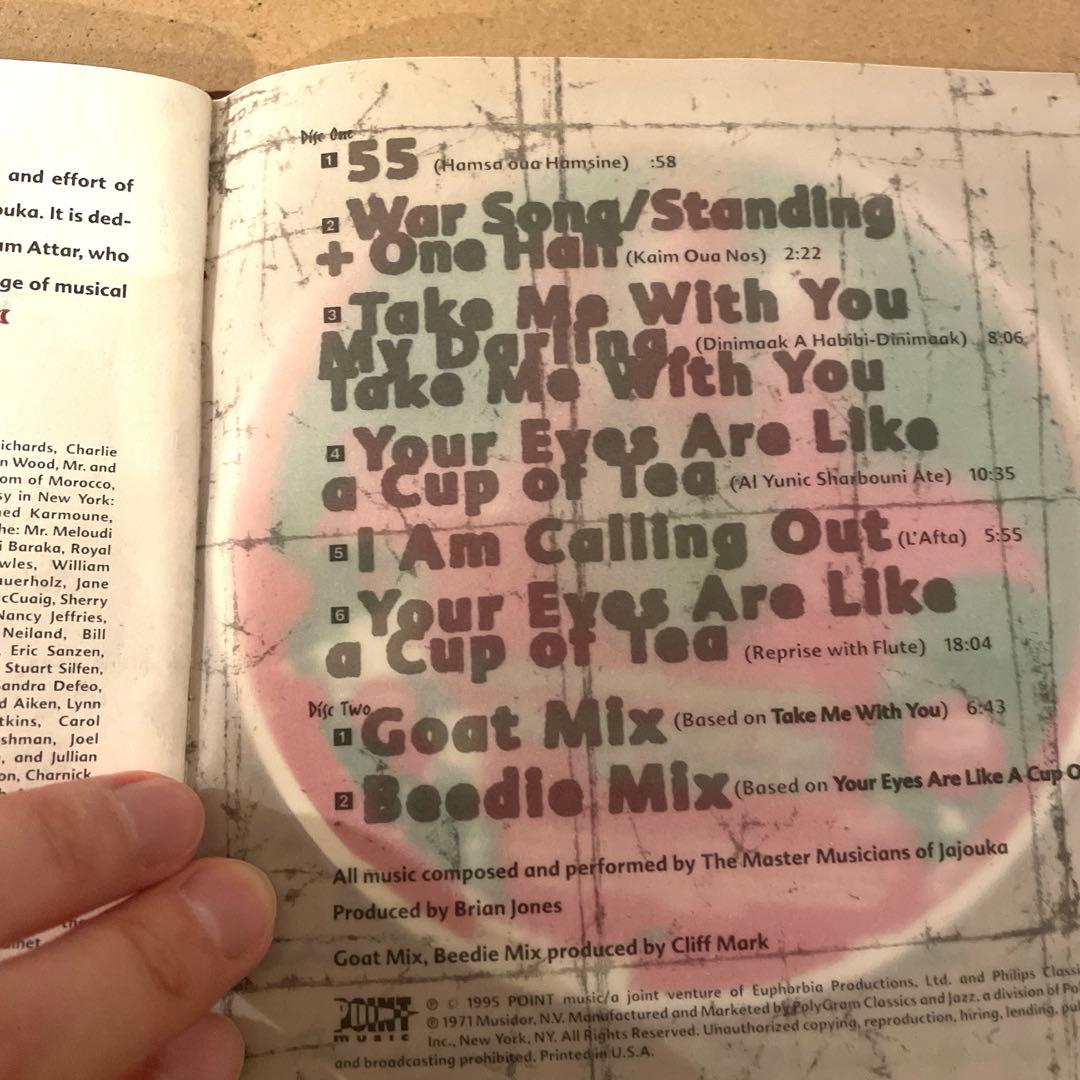 and effort of
ouka. It is ded-
Attar, who
ge of musical
ichards, Charlie
n Wood, Mr. and
om of Morocco,
sy in New York:
ned Karmoune,
he: Mr. Meloudi
i Baraka, Royal
wles, William
auerholz, Jane
cCuaig, Sherry
Nancy Jeffries,
Neiland, Bill
, Eric Sanzen,
Stuart Silfen,
andra Defeo,
d Aiken, Lynn
tkins, Carol
shman, Joel
, and Jullian
on, Charnick
Disc One
1 55 (Hamsa oua Hamsine) :58
2 War Song/Standing
+ One Half (Kaim Oua Nos) 2:22
3 Take Me With You
My Darling (Dinimaak A Habibi-Dinimaak) 8:06
Take Me With You
4 Your Eyes Are Like
a Cup of Tea (Al Yunic Sharbouni Ate) 10:35
5 I Am Calling Out (L'Afta) 5:55
6 Your Eyes Are Like
a Cup of Tea (Reprise with Flute) 18:04
Disc Two
1 Goat Mix (Based on Take Me With You) 6:43
2 Beedie Mix (Based on Your Eyes Are Like A Cup O
All music composed and performed by The Master Musicians of Jajouka
Produced by Brian Jones
Goat Mix, Beedie Mix produced by Cliff Mark
POINT music
℗ © 1995 POINT music/a joint venture of Euphorbia Productions, Ltd. and Philips Classi
℗ 1971 Musidor, N.V. Manufactured and Marketed by PolyGram Classics and Jazz, a division of Po
Inc., New York, NY. All Rights Reserved. Unauthorized copying, reproduction, hiring, lending, pu
and broadcasting prohibited. Printed in U.S.A.